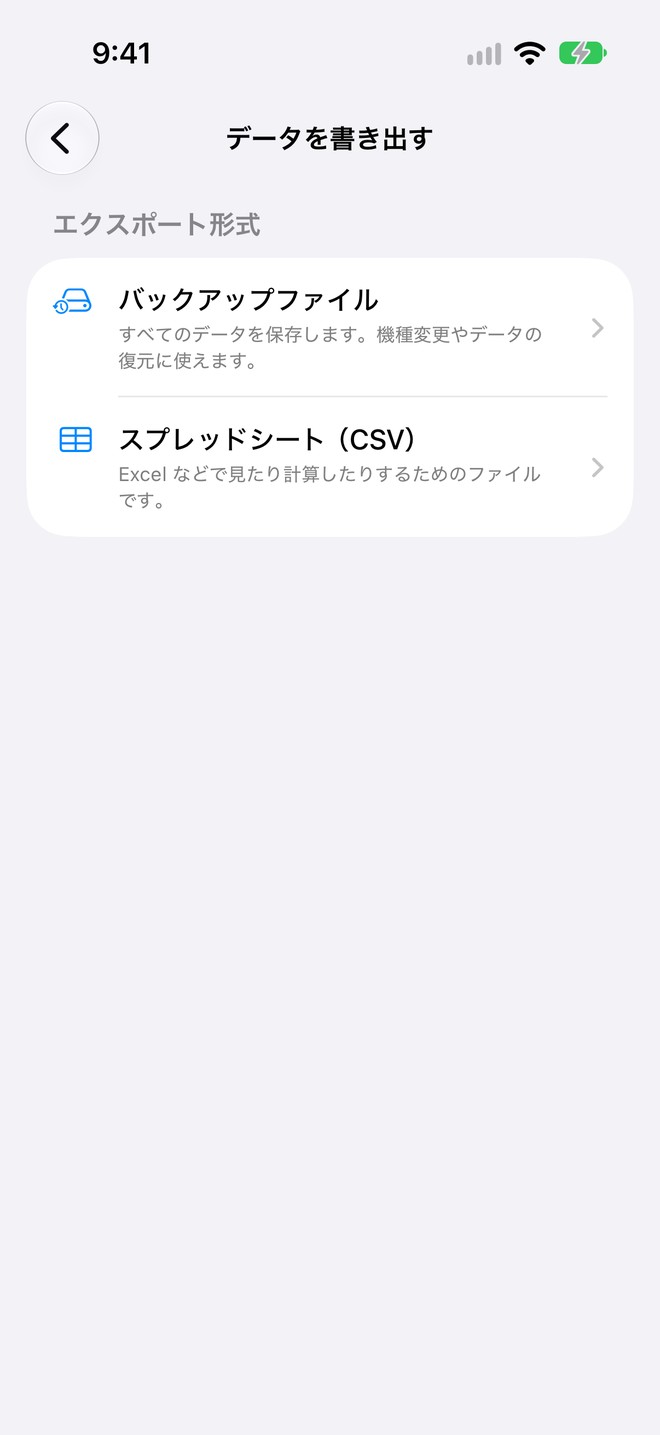 9:41
データを書き出す
エクスポート形式
バックアップファイル
すべてのデータを保存します。機種変更やデータの
復元に使えます。
スプレッドシート（CSV）
Excel などで見たり計算したりするためのファイル
です。